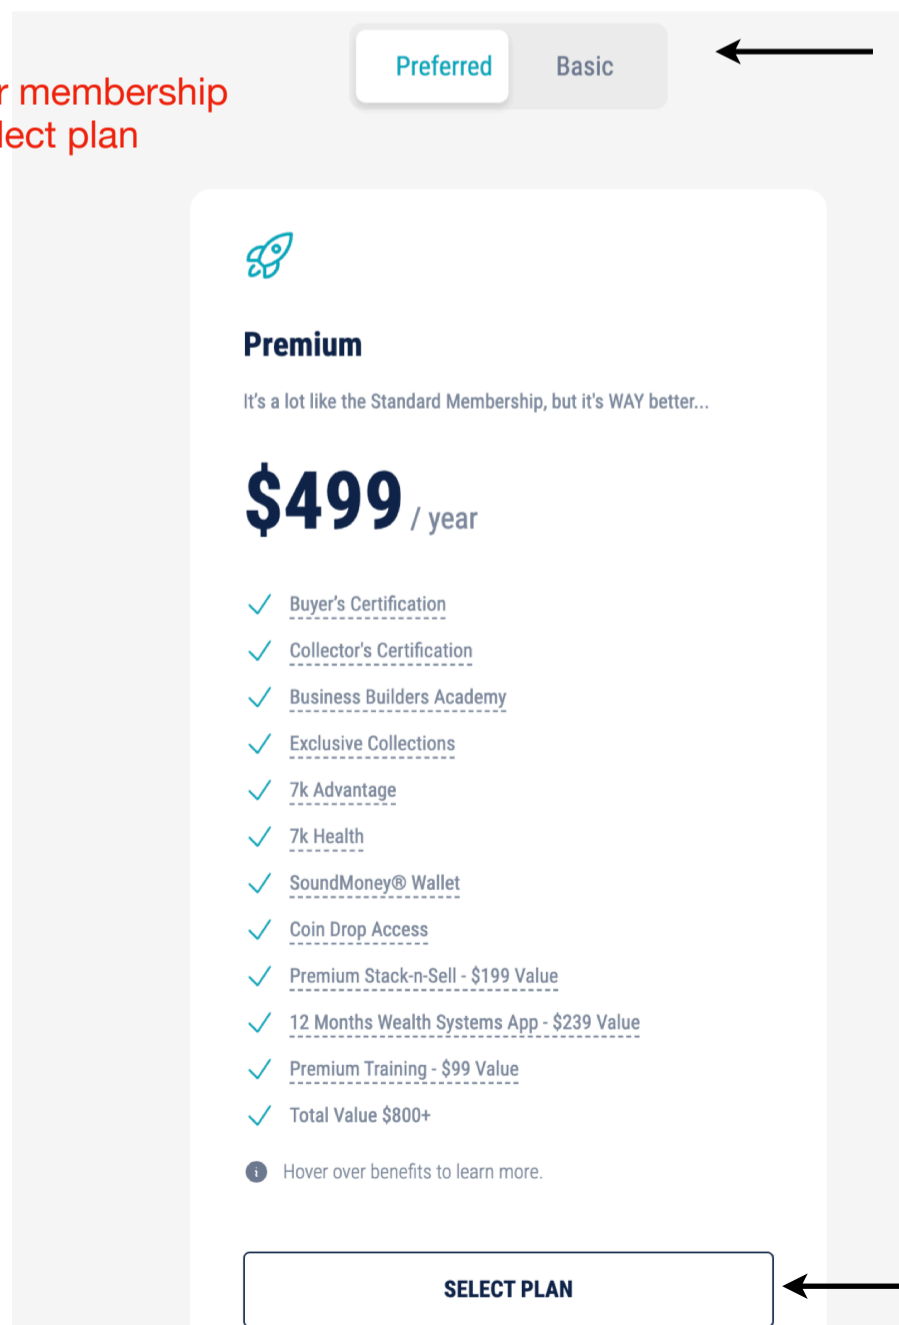 Preferred Basic
r membership
lect plan
Premium
It's a lot like the Standard Membership, but it's WAY better...
$499 / year
Buyer's Certification
Collector's Certification
Business Builders Academy
Exclusive Collections
7k Advantage
7k Health
SoundMoney® Wallet
Coin Drop Access
Premium Stack-n-Sell - $199 Value
12 Months Wealth Systems App - $239 Value
Premium Training - $99 Value
Total Value $800+
Hover over benefits to learn more.
SELECT PLAN